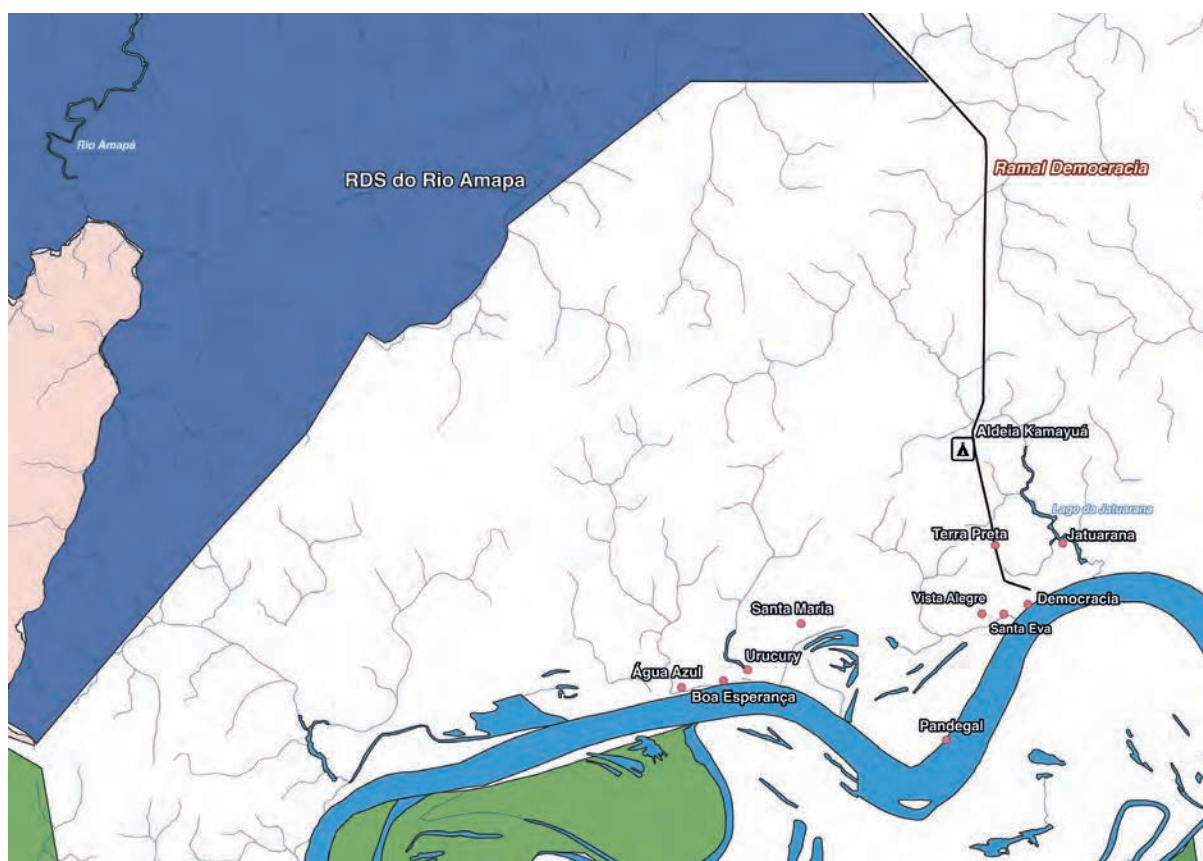 Rio Amapá
RDS do Rio Amapa
Ramal Democracia
Aldeia Kamayuá
Lago da Jatuarana
Terra Preta
Jatuarana
Vista Alegre
Democracia
Santa Maria
Santa Eva
Urucury
Água Azul
Boa Esperança
Pandegal